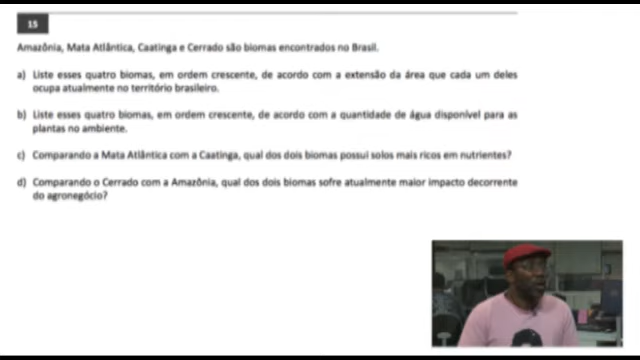 15
Amazônia, Mata Atlântica, Caatinga e Cerrado são biomas encontrados no Brasil.
a) Liste esses quatro biomas, em ordem crescente, de acordo com a extensão da área que cada um deles
ocupa atualmente no território brasileiro.
b) Liste esses quatro biomas, em ordem crescente, de acordo com a quantidade de água disponível para as
plantas no ambiente.
c) Comparando a Mata Atlântica com a Caatinga, qual dos dois biomas possui solos mais ricos em nutrientes?
d) Comparando o Cerrado com a Amazônia, qual dos dois biomas sofre atualmente maior impacto decorrente
do agronegócio?